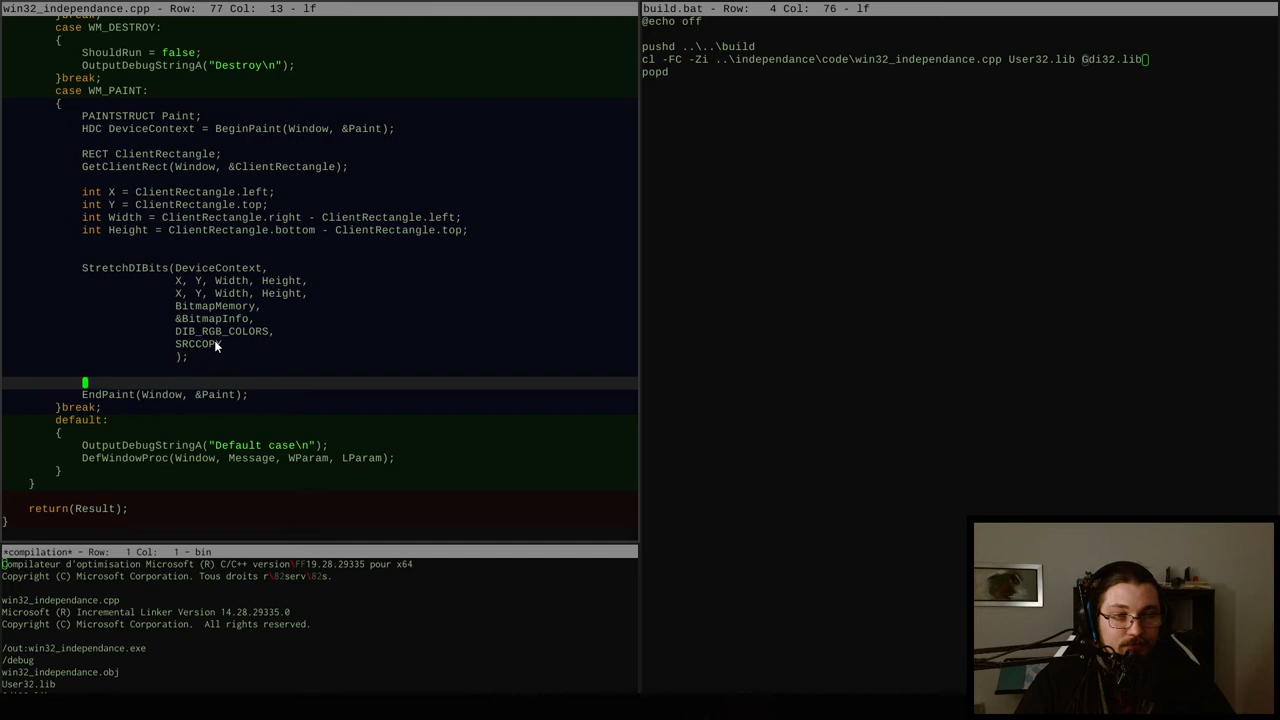 win32_independance.cpp - Row:  77 Col:  13 - lf
}break;
case WM_DESTROY:
{
ShouldRun = false;
OutputDebugStringA("Destroy\n");
}break;
case WM_PAINT:
{
PAINTSTRUCT Paint;
HDC DeviceContext = BeginPaint(Window, &Paint);
RECT ClientRectangle;
GetClientRect(Window, &ClientRectangle);
int X = ClientRectangle.left;
int Y = ClientRectangle.top;
int Width = ClientRectangle.right - ClientRectangle.left;
int Height = ClientRectangle.bottom - ClientRectangle.top;
StretchDIBits(DeviceContext,
X, Y, Width, Height,
X, Y, Width, Height,
BitmapMemory,
&BitmapInfo,
DIB_RGB_COLORS,
SRCCOPY
);
EndPaint(Window, &Paint);
}break;
default:
{
OutputDebugStringA("Default case\n");
DefWindowProc(Window, Message, WParam, LParam);
}
}
return(Result);
}
*compilation* - Row:   1 Col:   1 - bin
Compilateur d'optimisation Microsoft (R) C/C++ version\FF19.28.29335 pour x64
Copyright (C) Microsoft Corporation. Tous droits r\82serv\82s.
win32_independance.cpp
Microsoft (R) Incremental Linker Version 14.28.29335.0
Copyright (C) Microsoft Corporation.  All rights reserved.
/out:win32_independance.exe
/debug
win32_independance.obj
User32.lib
build.bat - Row:   4 Col:  76 - lf
@echo off
pushd ..\..\build
cl -FC -Zi ..\independance\code\win32_independance.cpp User32.lib Gdi32.lib
popd